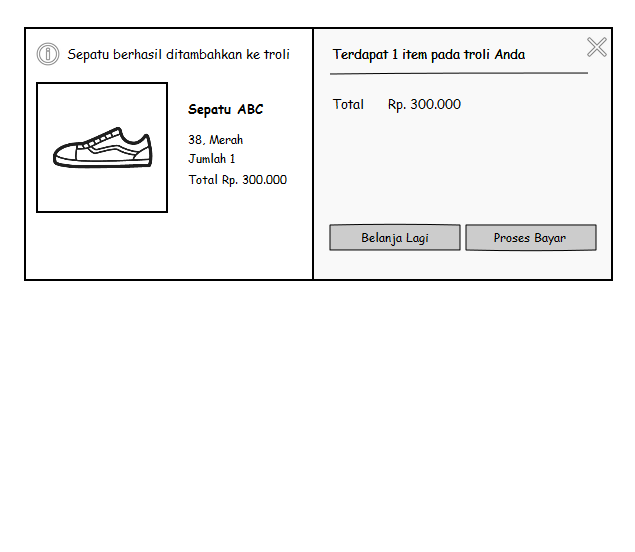 Sepatu berhasil ditambahkan ke troli
Sepatu ABC
38, Merah
Jumlah 1
Total Rp. 300.000
Terdapat 1 item pada troli Anda
Total Rp. 300.000
Belanja Lagi
Proses Bayar